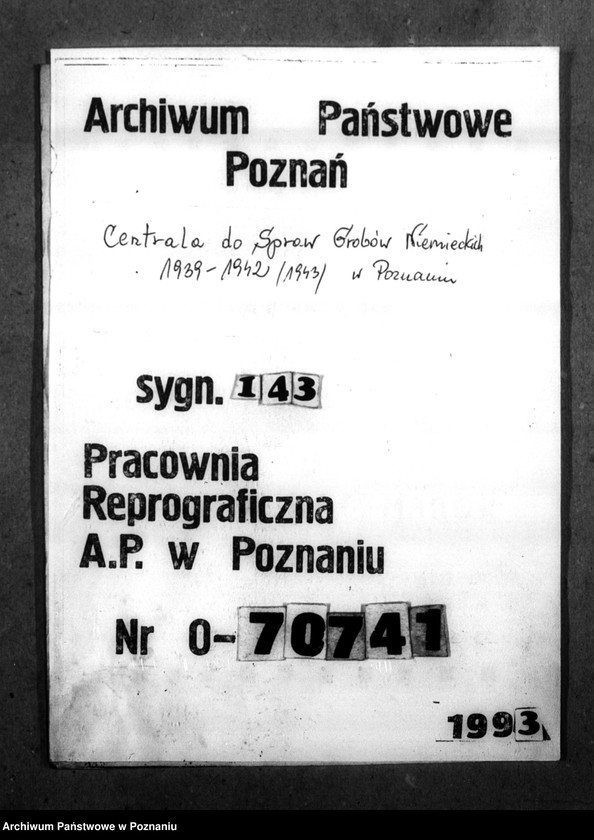 Archiwum Państwowe
Poznań
Centrala do Spraw Grobów Niemieckich
1939-1942 /1943/ w Poznaniu
sygn. 143
Pracownia
Reprograficzna
A.P. w Poznaniu
Nr 0-70741
1993
Archiwum Państwowe w Poznaniu